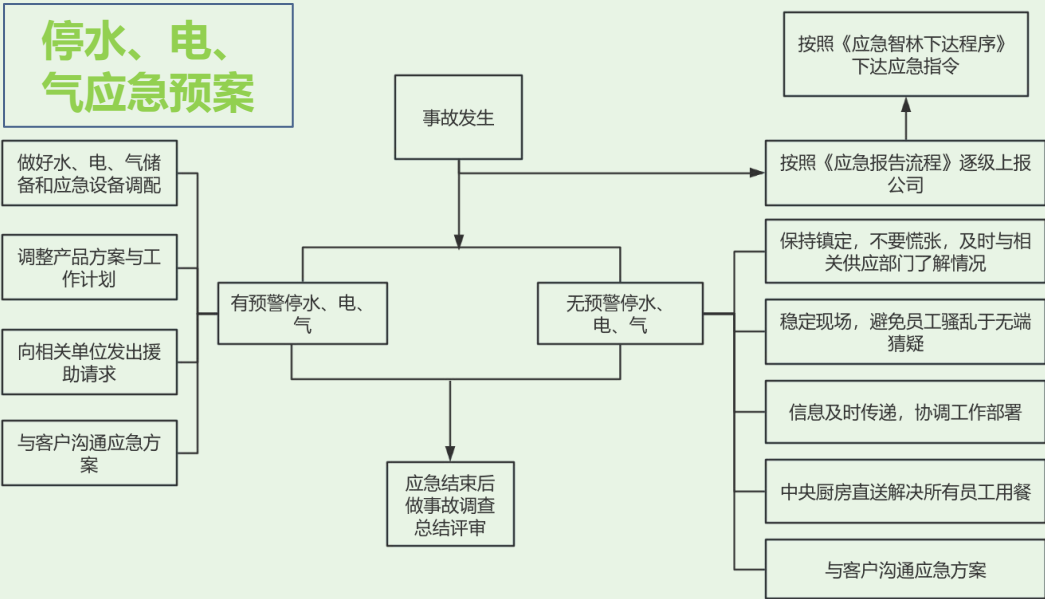 停水、电、
气应急预案
事故发生
按照《应急智林下达程序》
下达应急指令
按照《应急报告流程》逐级上报
公司
做好水、电、气储
备和应急设备调配
调整产品方案与工
作计划
向相关单位发出援
助请求
与客户沟通应急方
案
有预警停水、电、
气
无预警停水、
电、气
保持镇定，不要慌张，及时与相
关供应部门了解情况
稳定现场，避免员工骚乱于无端
猜疑
信息及时传递，协调工作部署
中央厨房直送解决所有员工用餐
与客户沟通应急方案
应急结束后
做事故调查
总结评审